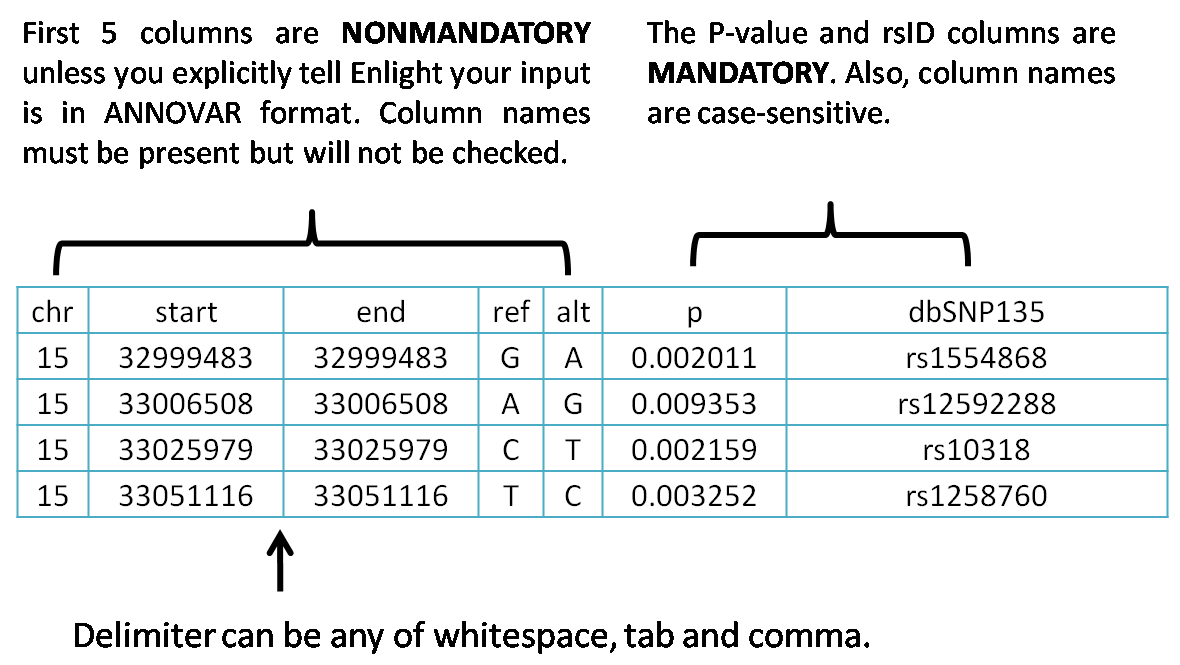 First 5 columns are NONMANDATORY
unless you explicitly tell Enlight your input
is in ANNOVAR format. Column names
must be present but will not be checked.
The P-value and rsID columns are
MANDATORY. Also, column names
are case-sensitive.
chr start end ref alt p dbSNP135
15 32999483 32999483 G A 0.002011 rs1554868
15 33006508 33006508 A G 0.009353 rs12592288
15 33025979 33025979 C T 0.002159 rs10318
15 33051116 33051116 T C 0.003252 rs1258760
Delimiter can be any of whitespace, tab and comma.